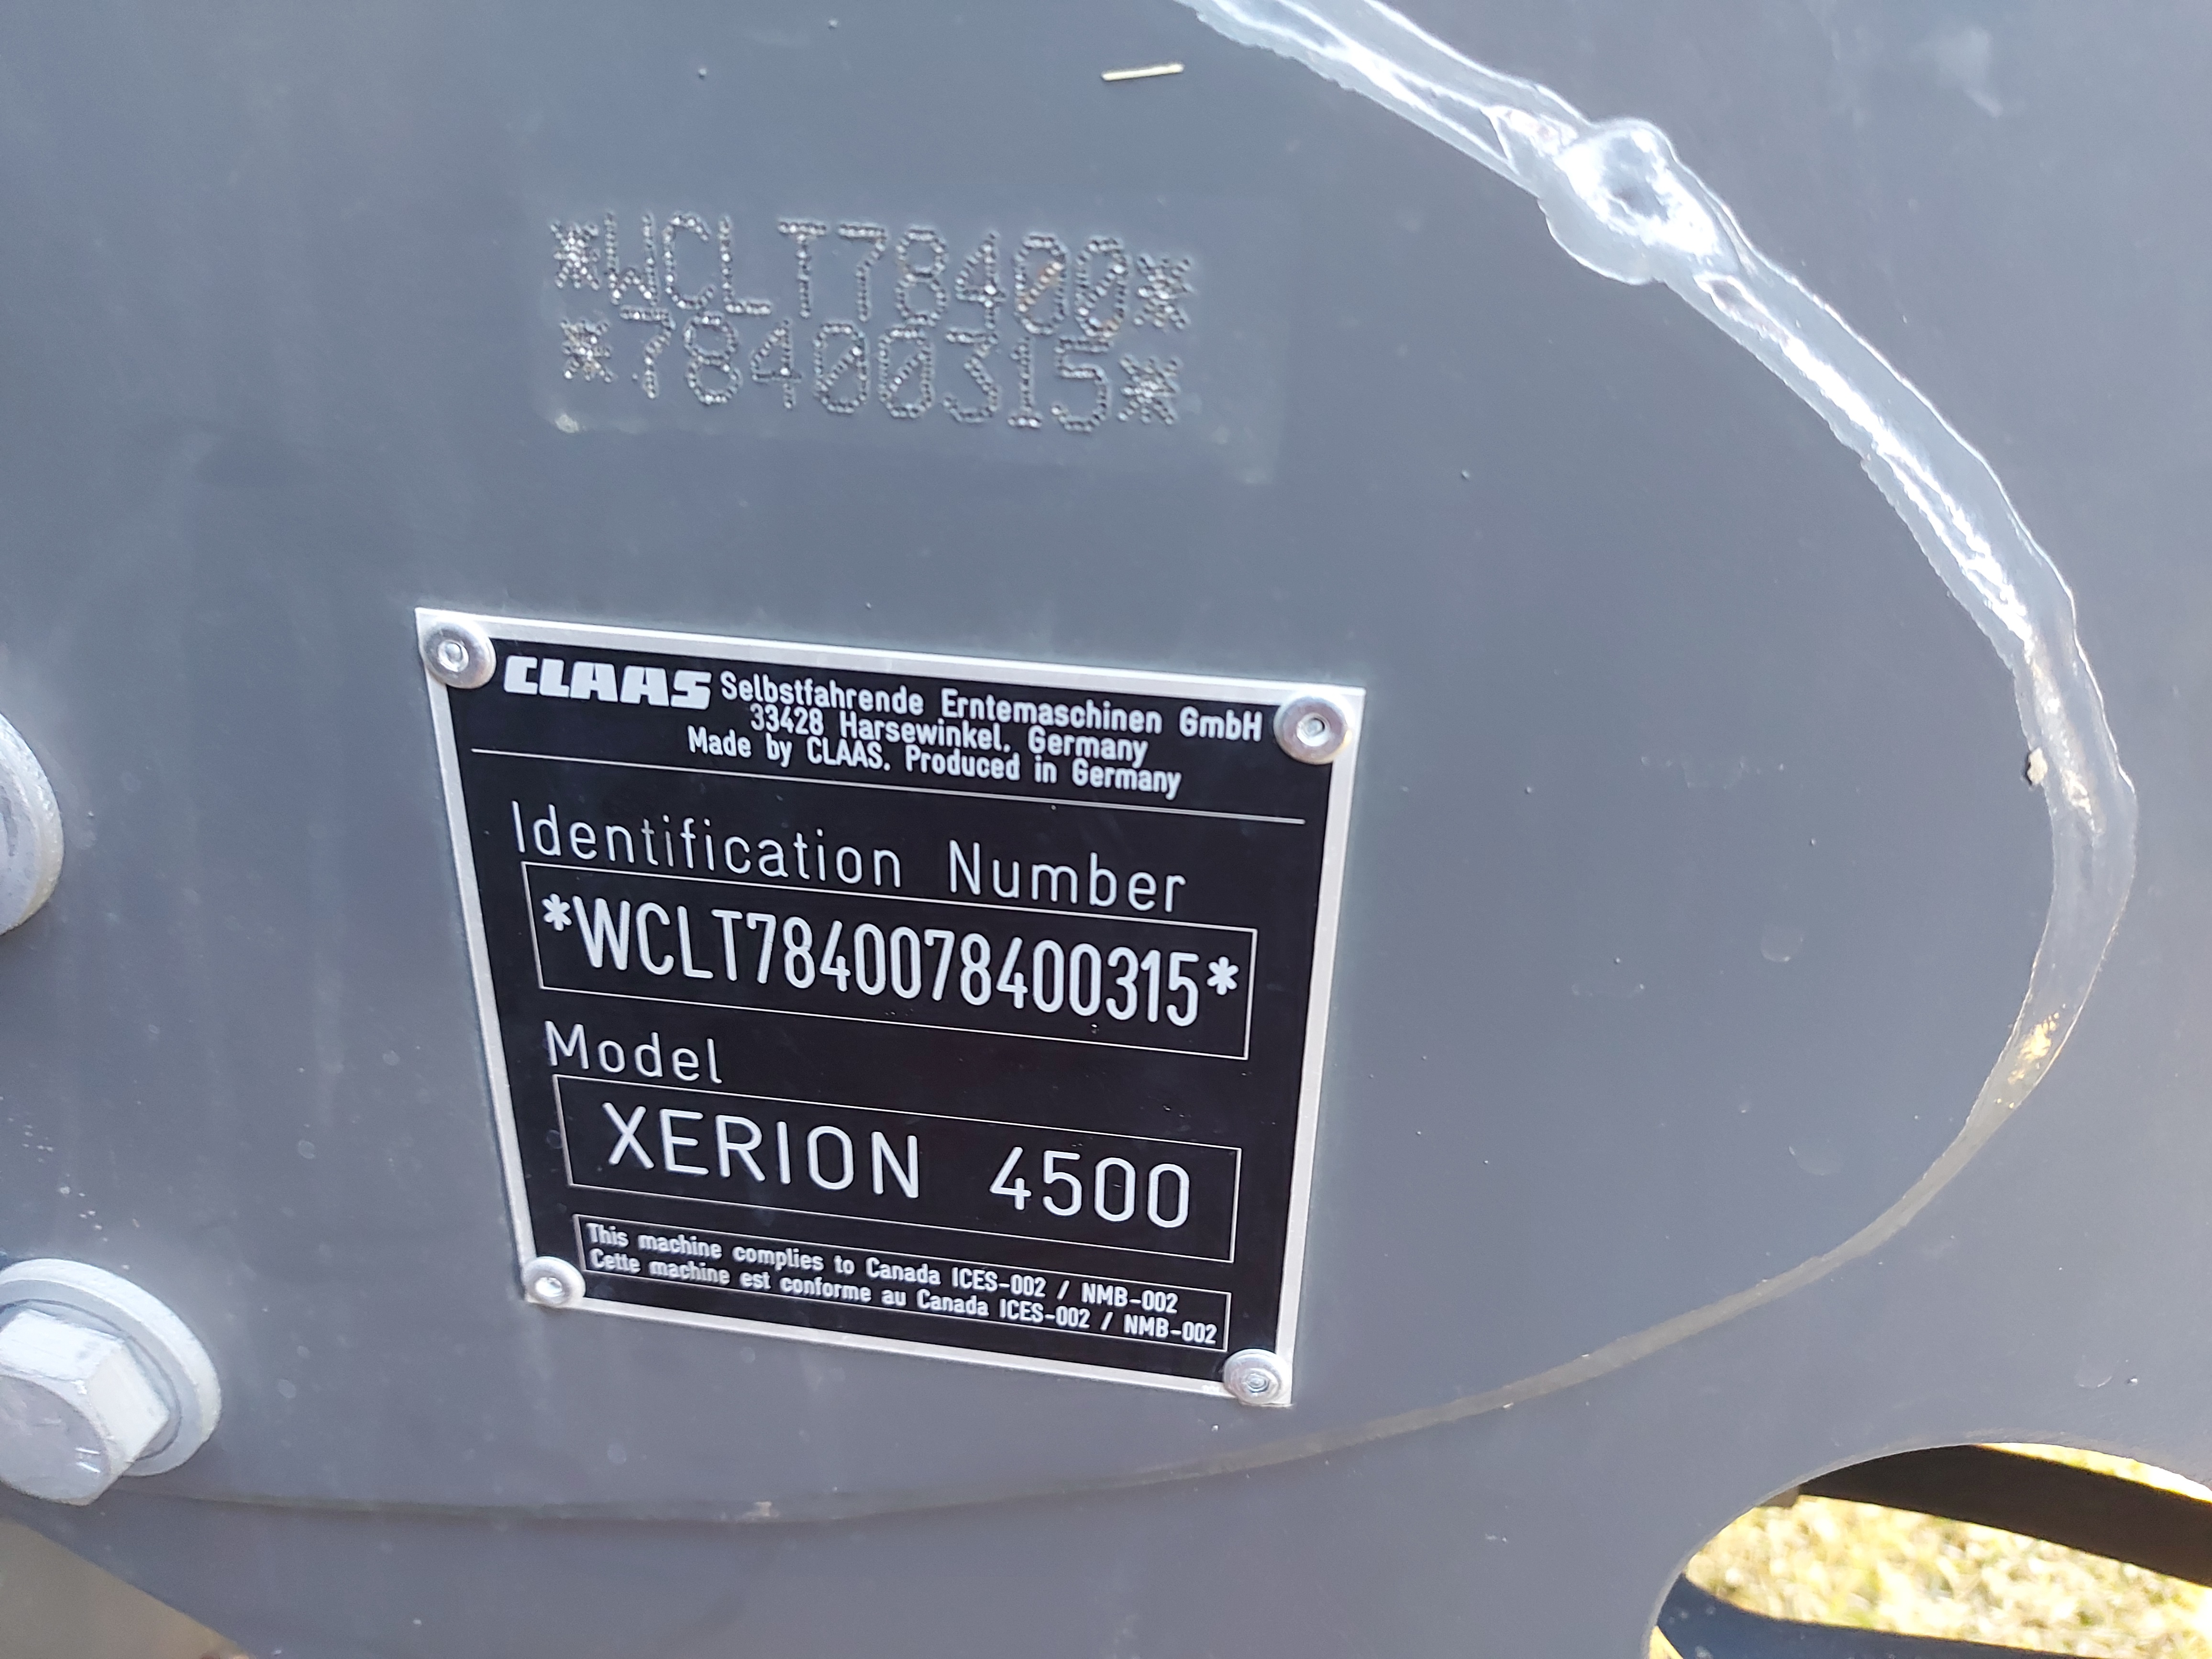 *WCLT78400*
*78400315*
CLAAS Selbstfahrende Erntemaschinen GmbH
33428 Harsewinkel, Germany
Made by CLAAS. Produced in Germany
Identification Number
*WCLT7840078400315*
Model
XERION 4500
This machine complies to Canada ICES-002 / NMB-002
Cette machine est conforme au Canada ICES-002 / NMB-002